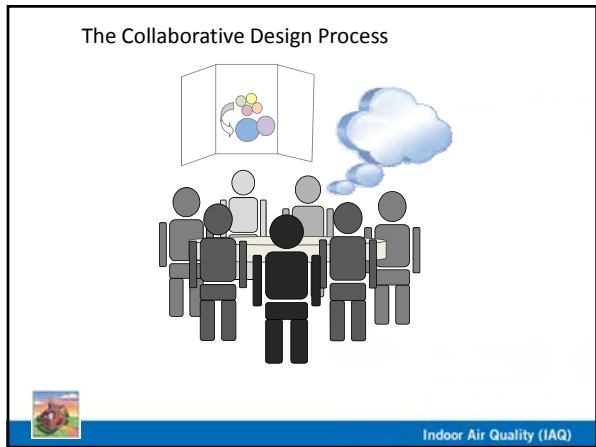 The Collaborative Design Process
Indoor Air Quality (IAQ)